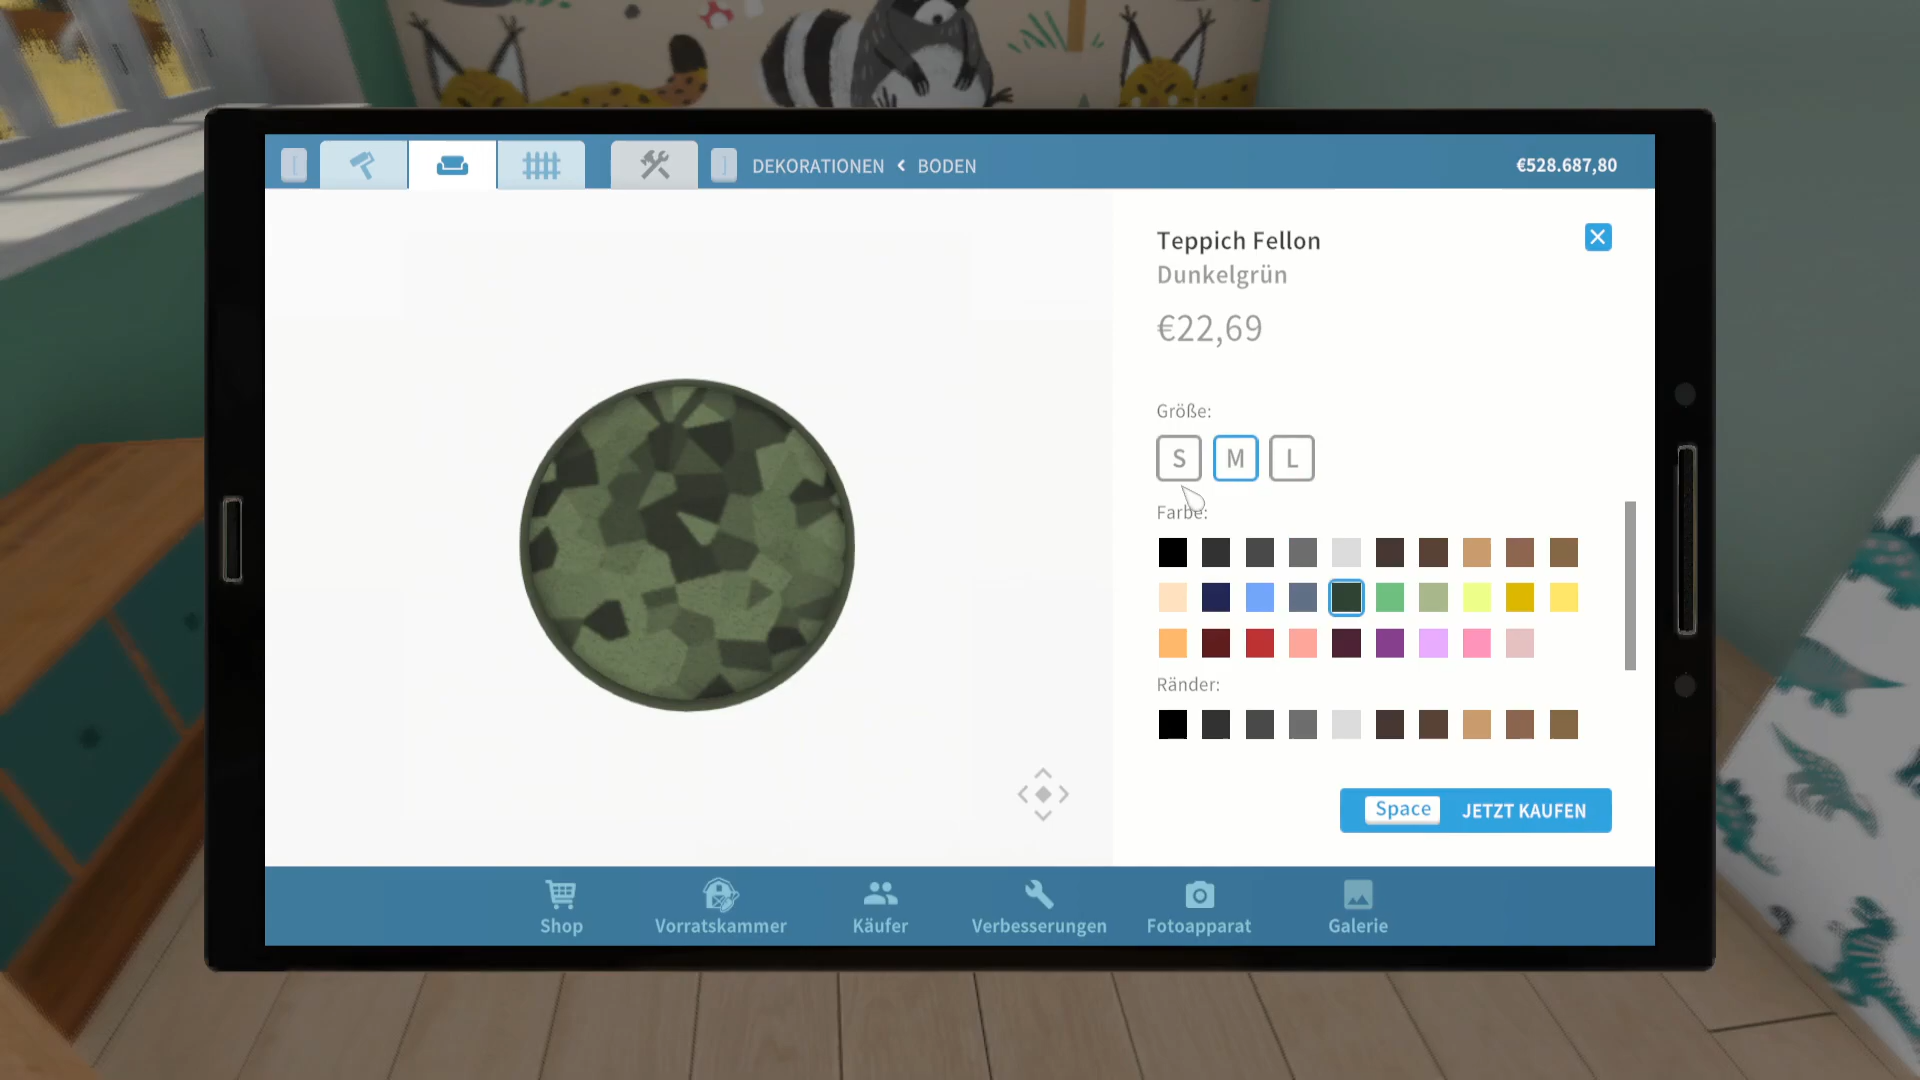 DEKORATIONEN < BODEN
€528.687,80
Teppich Fellon
Dunkelgrün
€22,69
Größe:
S M L
Farbe:
Ränder:
Space JETZT KAUFEN
Shop Vorratskammer Käufer Verbesserungen Fotoapparat Galerie